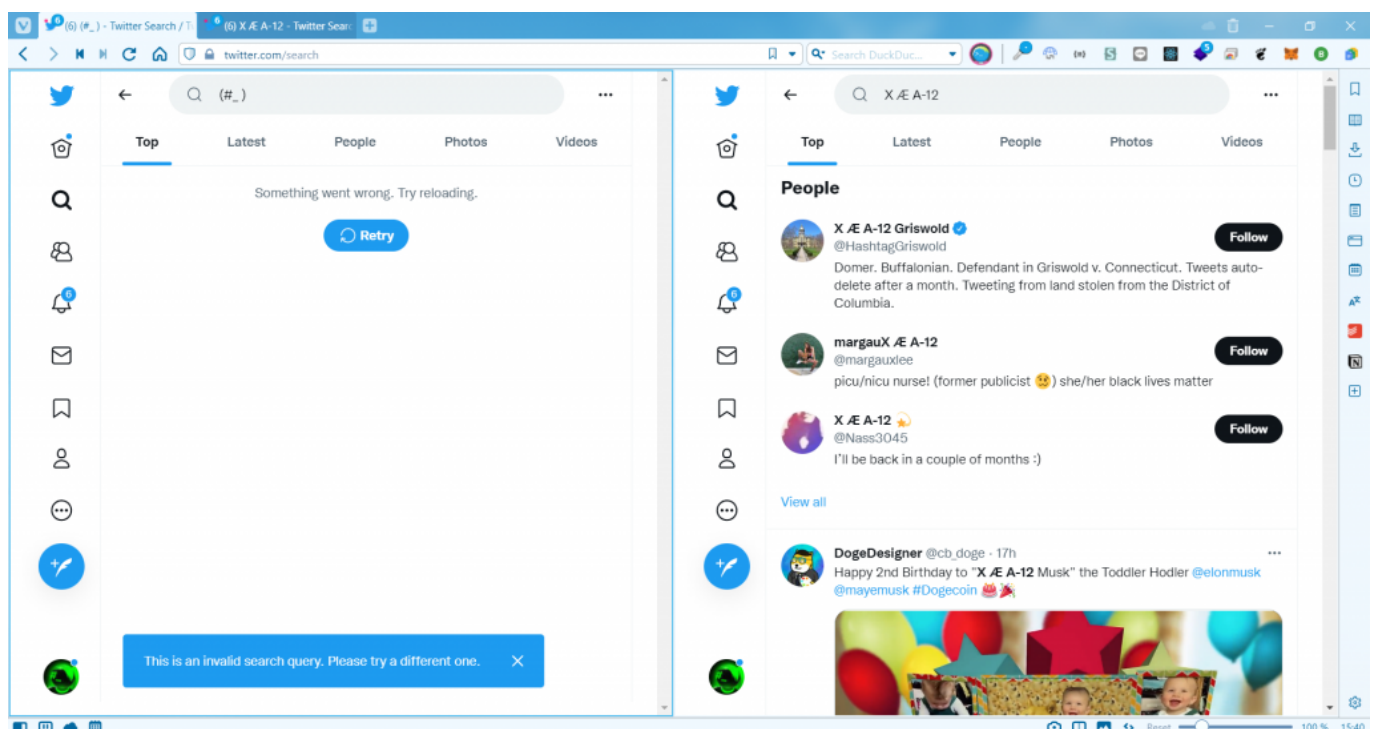 (6) (#_ ) - Twitter Search / T
(6) X Æ A-12 - Twitter Searc
twitter.com/search
Search DuckDuc...
(#_ )
Top Latest People Photos Videos
Something went wrong. Try reloading.
Retry
6
This is an invalid search query. Please try a different one.
X Æ A-12
Top Latest People Photos Videos
People
X Æ A-12 Griswold
@HashtagGriswold
Follow
Domer. Buffalonian. Defendant in Griswold v. Connecticut. Tweets auto-
delete after a month. Tweeting from land stolen from the District of
Columbia.
margauX Æ A-12
@margauxlee
Follow
picu/nicu nurse! (former publicist 🤒) she/her black lives matter
X Æ A-12 💫
@Nass3045
Follow
I'll be back in a couple of months :)
View all
6
DogeDesigner @cb_doge · 17h
Happy 2nd Birthday to "X Æ A-12 Musk" the Toddler Hodler @elonmusk
@mayemusk #Dogecoin 🎂🎉
Reset
100 %
15:40